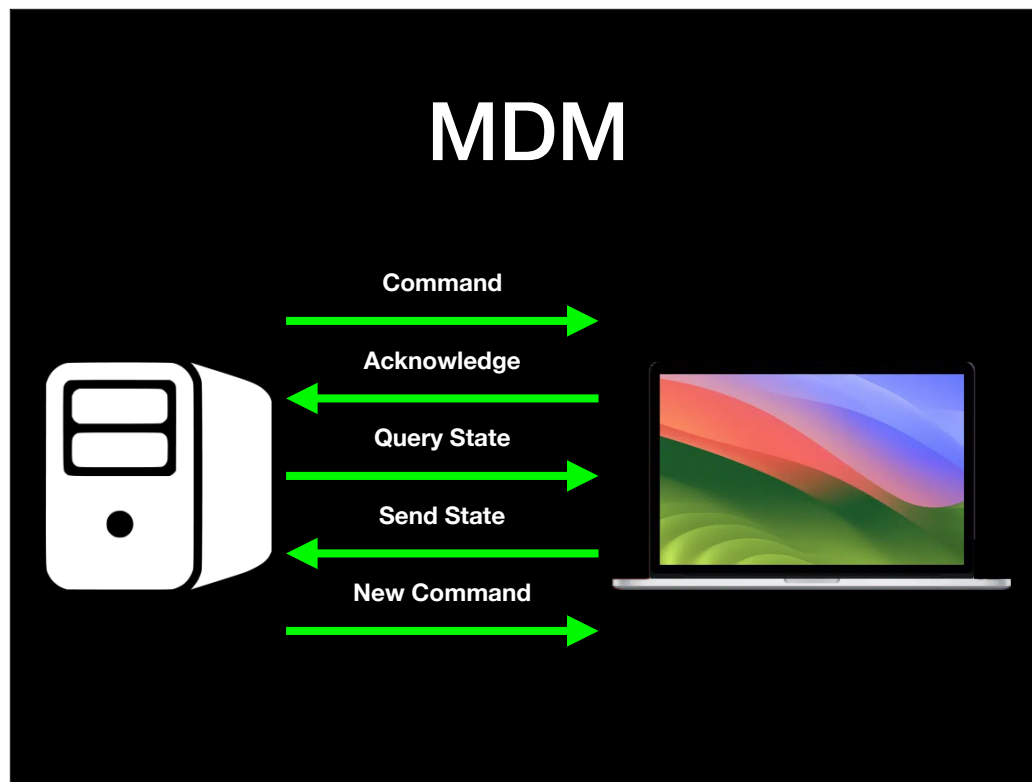 MDM
Command
Acknowledge
Query State
Send State
New Command